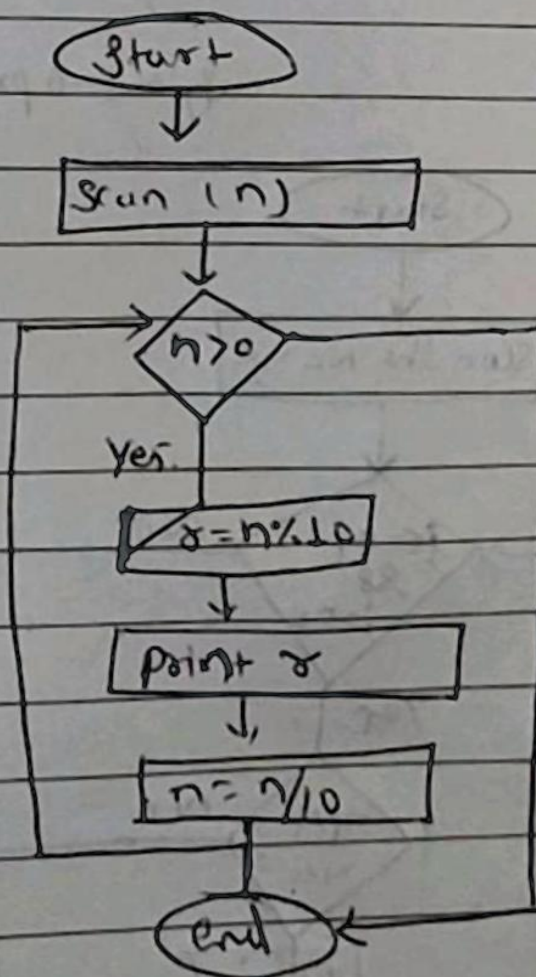 Start
Scan (n)
n>0
Yes.
r=n%10
Print r
n=n/10
end